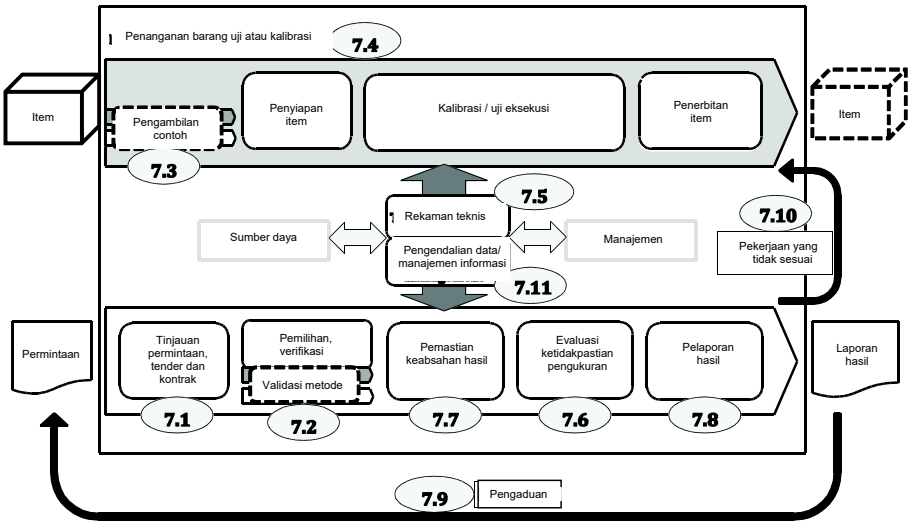 Penanganan barang uji atau kalibrasi
7.4
Item
Pengambilan
contoh
7.3
Penyiapan
item
Kalibrasi / uji eksekusi
Penerbitan
item
Item
7.5
Rekaman teknis
Sumber daya
Pengendalian data/
manajemen informasi
7.11
Manajemen
7.10
Pekerjaan yang
tidak sesuai
Permintaan
Tinjauan
permintaan,
tender dan
kontrak
7.1
Pemilihan,
verifikasi
Validasi metode
7.2
Pemastian
keabsahan hasil
7.7
Evaluasi
ketidakpastian
pengukuran
7.6
Pelaporan
hasil
7.8
Laporan
hasil
7.9
Pengaduan